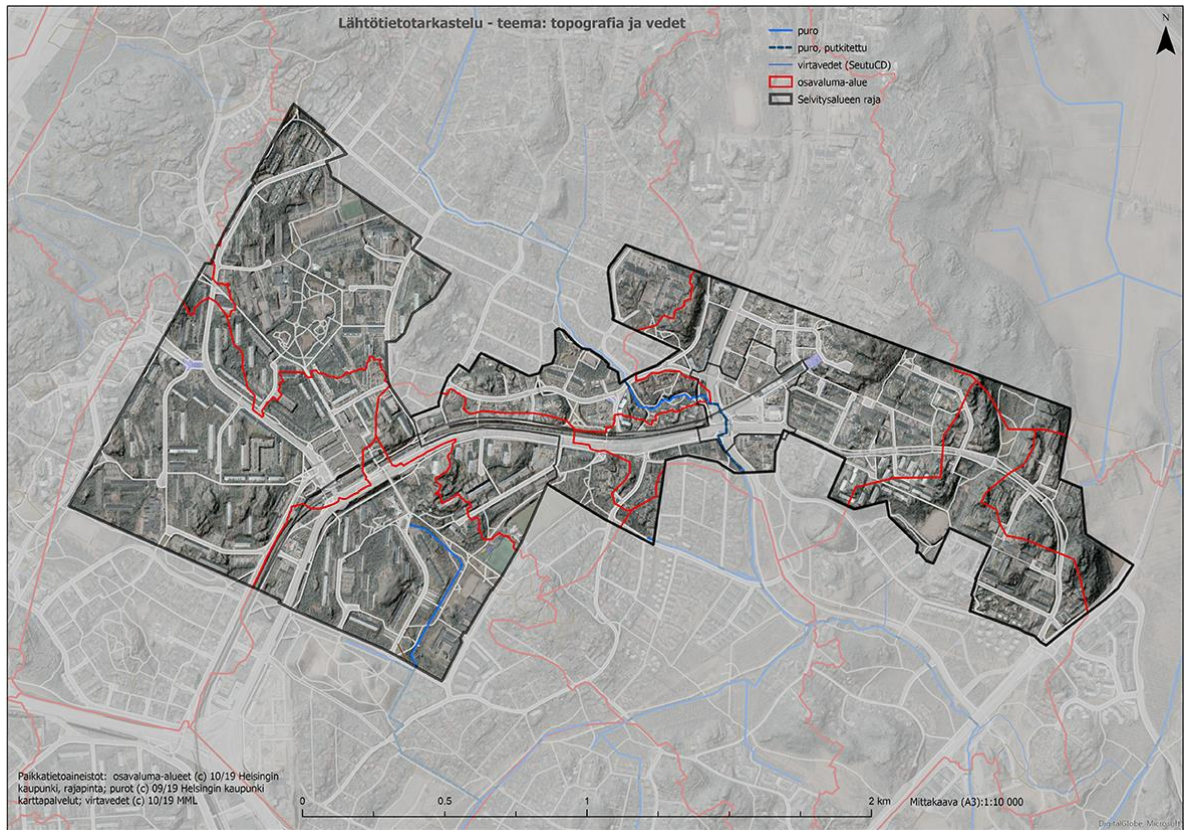 Lähtötietotarkastelu - teema: topografia ja vedet
puro
puro, putkitettu
virtavedet (SeutuCD)
osavaluma-alue
Selvitysalueen raja
N
Paikkatietoaineistot: osavaluma-alueet (c) 10/19 Helsingin
kaupunki, rajapinta; purot (c) 09/19 Helsingin kaupunki
karttapalvelut; virtavedet (c) 10/19 MML
0 0.5 1 2 km
Mittakaava (A3):1:10 000
DigitalGlobe, Microsoft